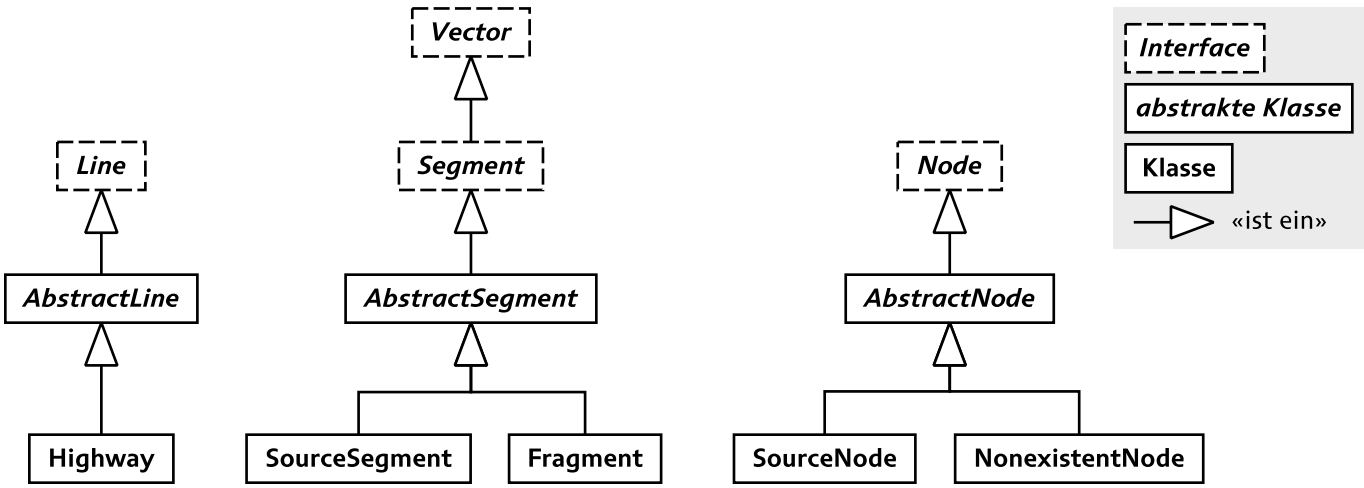 Vector
Interface
abstrakte Klasse
Line
Segment
Node
Klasse
«ist ein»
AbstractLine
AbstractSegment
AbstractNode
Highway
SourceSegment
Fragment
SourceNode
NonexistentNode